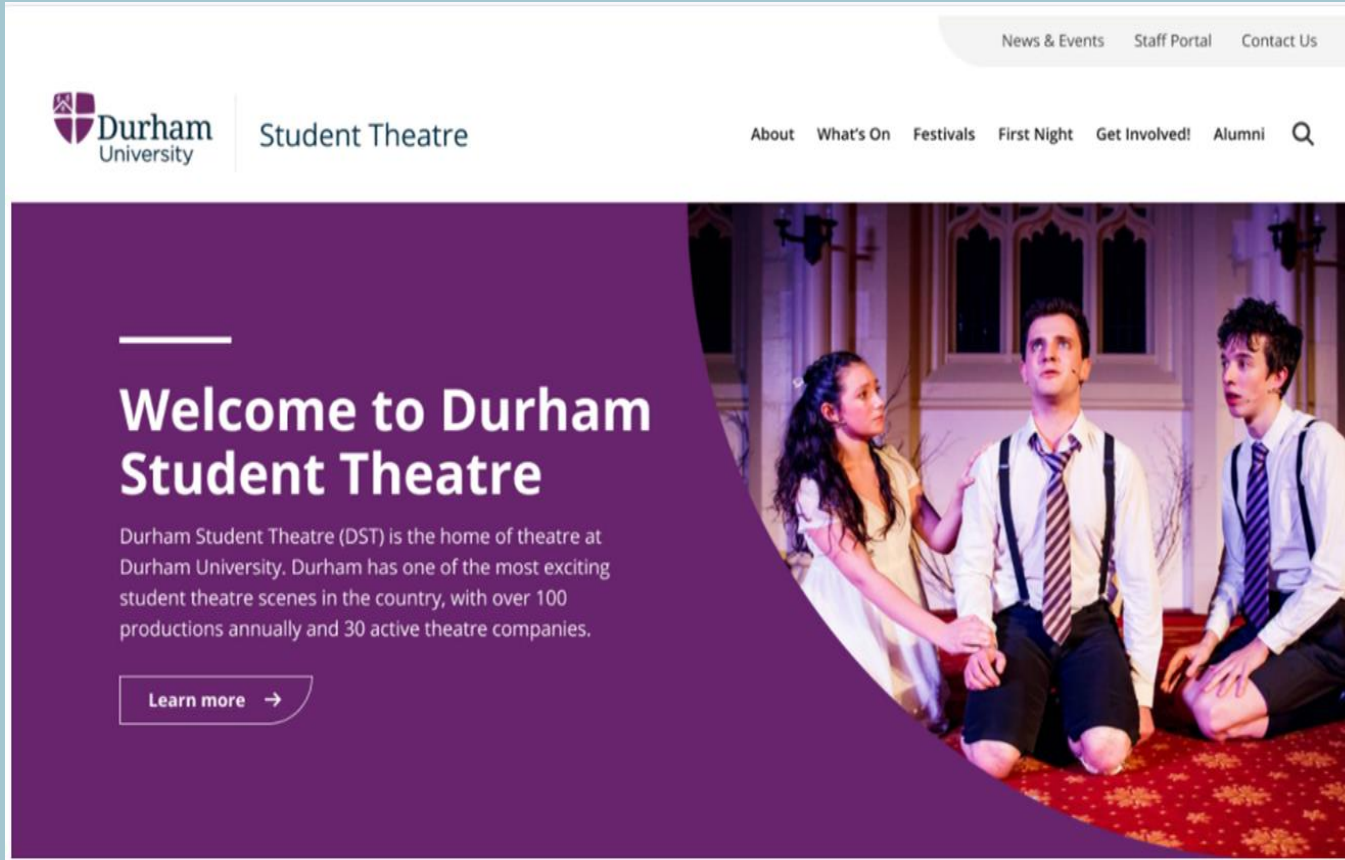 News & Events Staff Portal Contact Us
Durham
University
Student Theatre
About What's On Festivals First Night Get Involved! Alumni
Welcome to Durham
Student Theatre
Durham Student Theatre (DST) is the home of theatre at
Durham University. Durham has one of the most exciting
student theatre scenes in the country, with over 100
productions annually and 30 active theatre companies.
Learn more →